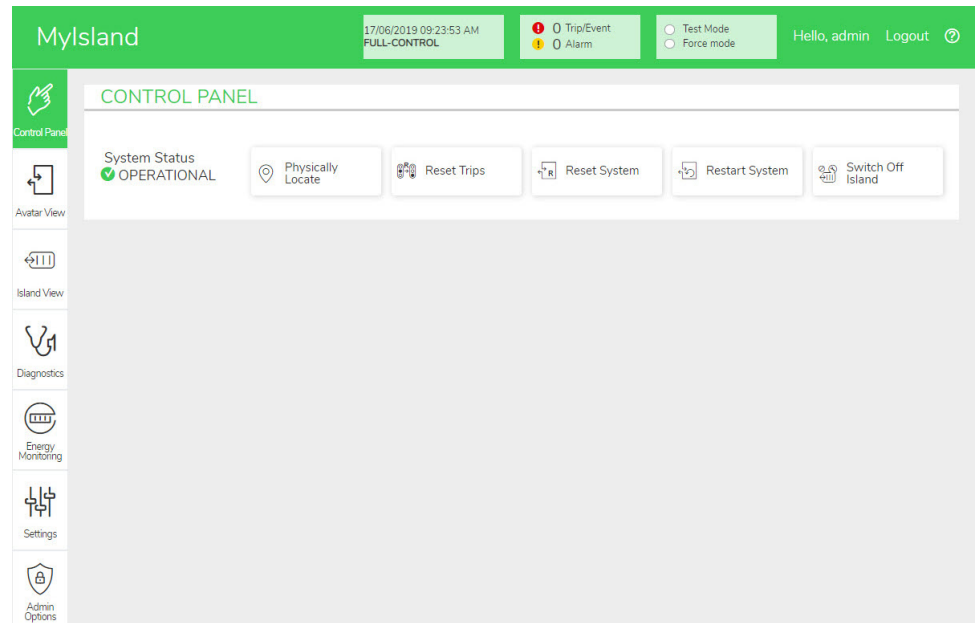 MyIsland
17/06/2019 09:23:53 AM
FULL-CONTROL
0 Trip/Event
0 Alarm
Test Mode
Force mode
Hello, admin
Logout
?
Control Panel
Avatar View
Island View
Diagnostics
Energy
Monitoring
Settings
Admin
Options
CONTROL PANEL
System Status
OPERATIONAL
Physically
Locate
Reset Trips
Reset System
Restart System
Switch Off
Island